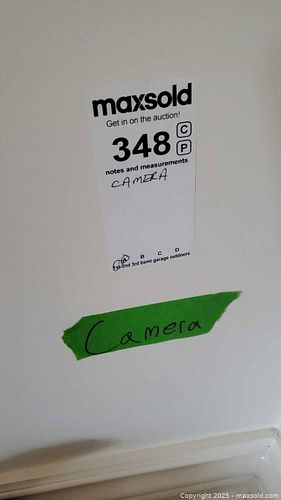 maxsold
Get in on the auction!
348 C
P
notes and measurements
CAMERA
A B C D
1st 2nd 3rd bsmt garage outdoors
Camera
Copyright © 2025 - maxsold.com